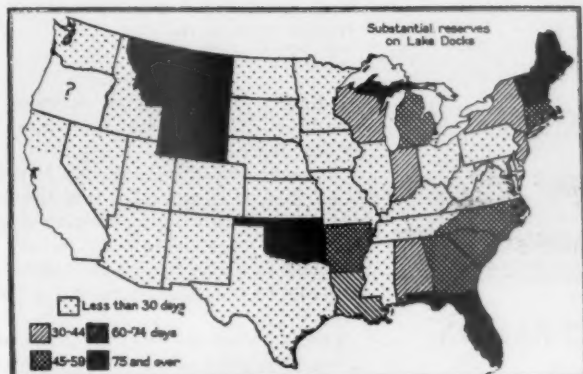 Substantial reserves
on Lake Docks
?
Less than 30 days
30-44 60-74 days
45-59 75 and over